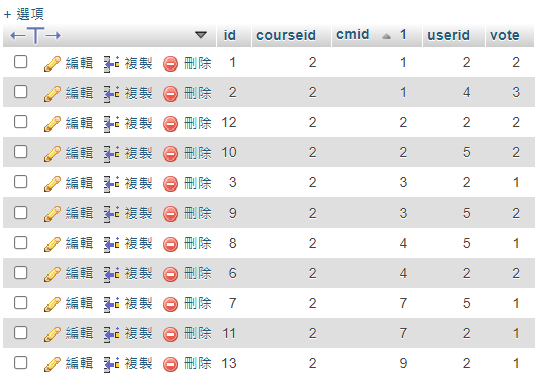 + 選項
←T→ id courseid cmid 1 userid vote
編輯 複製 刪除 1 2 1 2 2
編輯 複製 刪除 2 2 1 4 3
編輯 複製 刪除 12 2 2 2 2
編輯 複製 刪除 10 2 2 5 2
編輯 複製 刪除 3 2 3 2 1
編輯 複製 刪除 9 2 3 5 2
編輯 複製 刪除 8 2 4 5 1
編輯 複製 刪除 6 2 4 2 2
編輯 複製 刪除 7 2 7 5 1
編輯 複製 刪除 11 2 7 2 1
編輯 複製 刪除 13 2 9 2 1